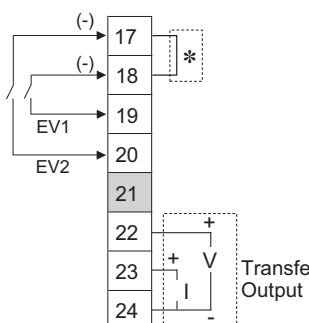 (-)
17
(-)
18
*
19
EV1
20
EV2
21
22
+
23
+
V
Transfe
I
Output
24
-